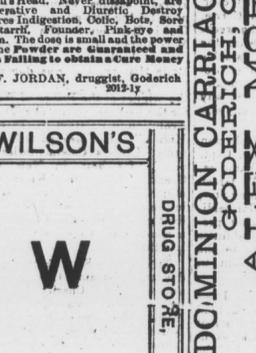 Head. Never disappoint, are
erative and Diuretic, Destroy
res Indigestion, Colic, Bots, Sore
tarrh, Founder, Pink-eye and
m. The dose is small and the power
he Powder are Guaranteed and
s Failing to obtain a Cure Money
F. JORDAN, druggist, Goderich
2012-1y
WILSON'S
W
DRUG STORE,
DOMINION CARRIAG
GODERICH, O